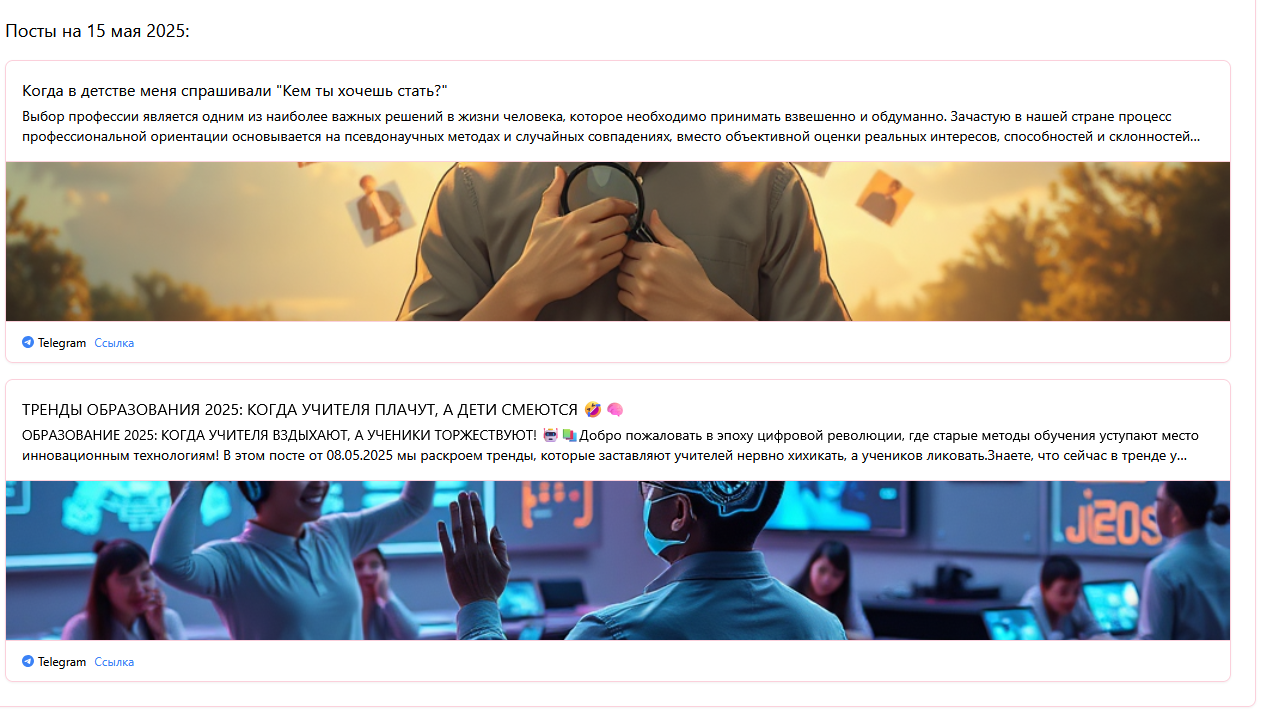 Посты на 15 мая 2025:
Когда в детстве меня спрашивали "Кем ты хочешь стать?"
Выбор профессии является одним из наиболее важных решений в жизни человека, которое необходимо принимать взвешенно и обдуманно. Зачастую в нашей стране процесс
профессиональной ориентации основывается на псевдонаучных методах и случайных совпадениях, вместо объективной оценки реальных интересов, способностей и склонностей...
Telegram Ссылка
ТРЕНДЫ ОБРАЗОВАНИЯ 2025: КОГДА УЧИТЕЛЯ ПЛАЧУТ, А ДЕТИ СМЕЮТСЯ 🤣 🧠
ОБРАЗОВАНИЕ 2025: КОГДА УЧИТЕЛЯ ВЗДЫХАЮТ, А УЧЕНИКИ ТОРЖЕСТВУЮТ! 🤖 📚Добро пожаловать в эпоху цифровой революции, где старые методы обучения уступают место
инновационным технологиям! В этом посте от 08.05.2025 мы раскроем тренды, которые заставляют учителей нервно хихикать, а учеников ликовать.Знаете, что сейчас в тренде у...
Telegram Ссылка